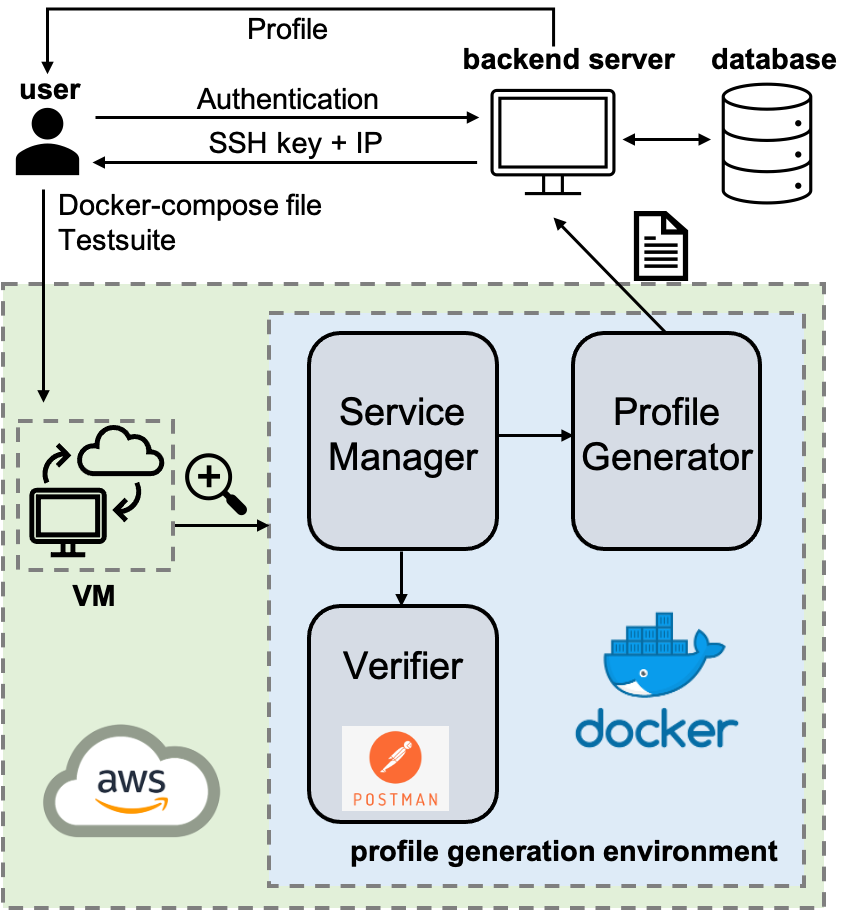 Profile
backend server
database
user
Authentication
SSH key + IP
Docker-compose file
Testsuite
Service
Manager
Profile
Generator
VM
Verifier
POSTMAN
docker
aws
profile generation environment